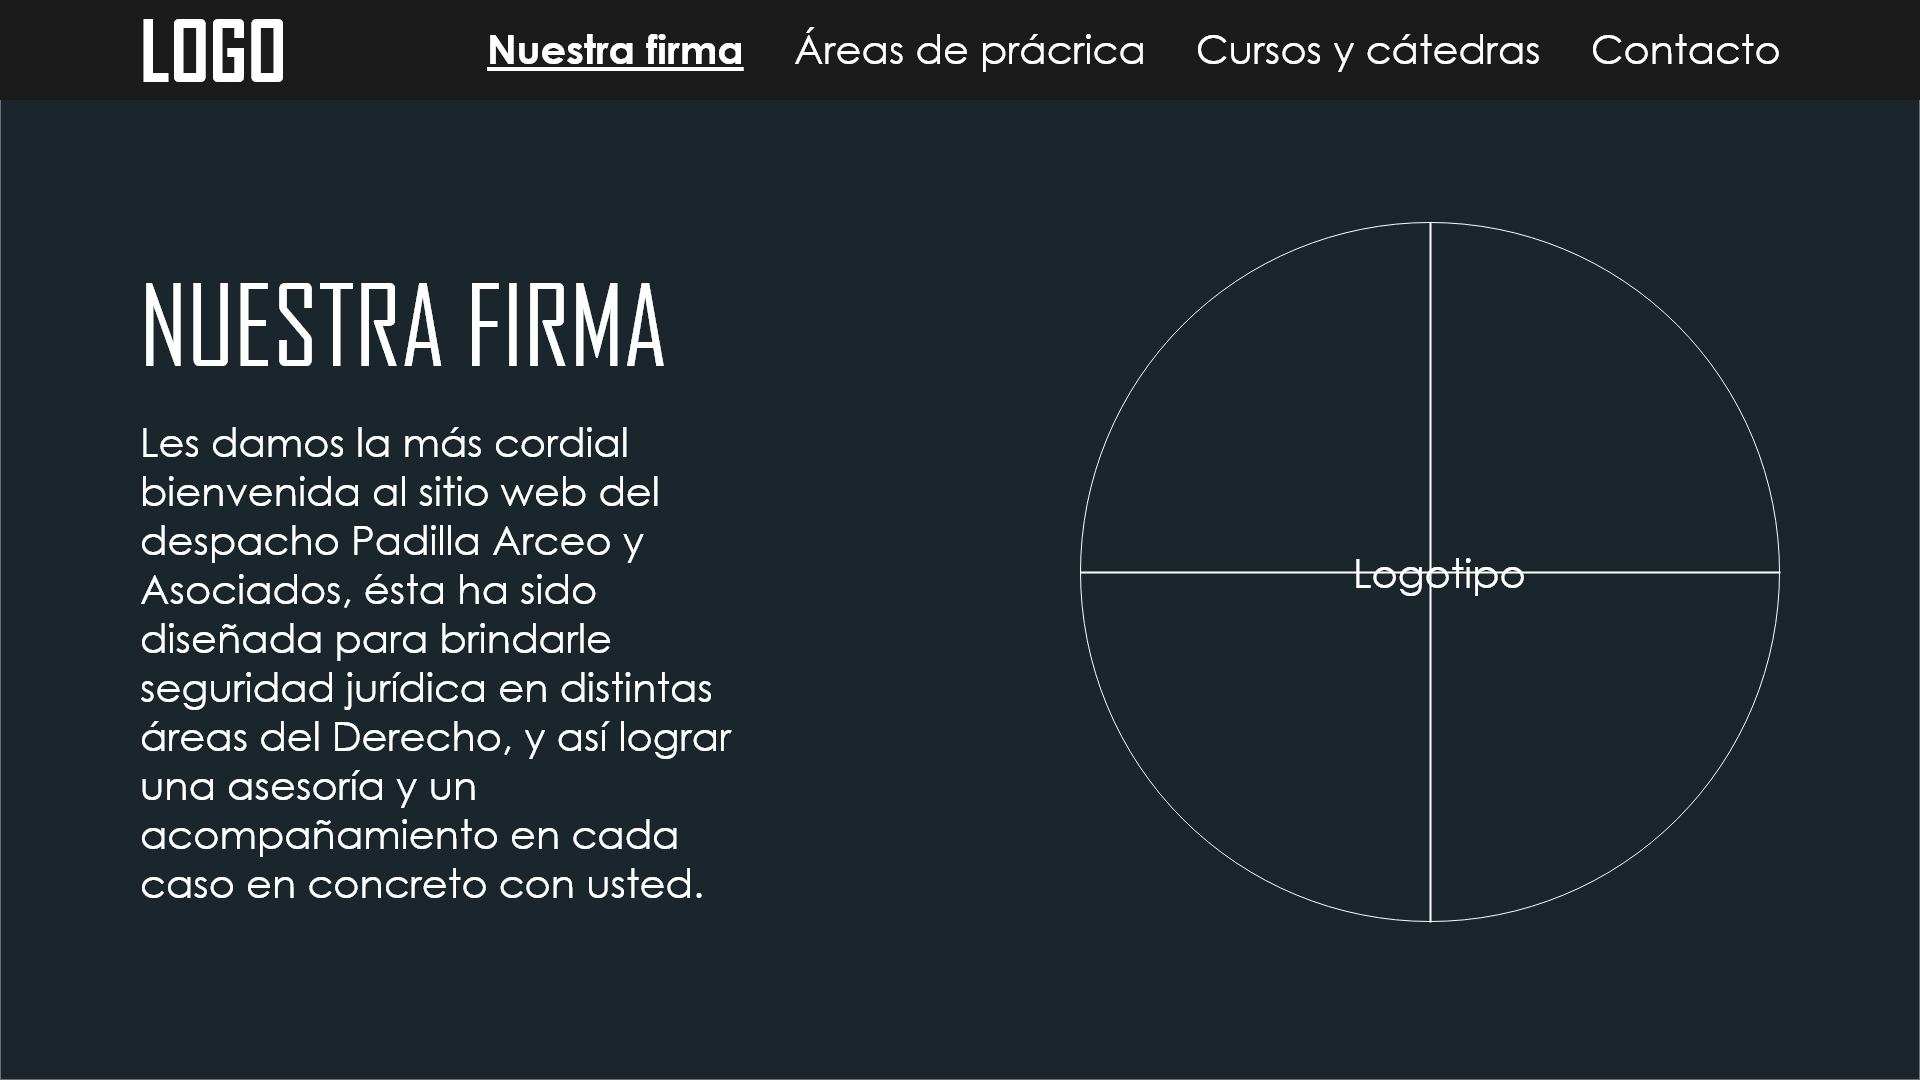 LOGO
Nuestra firma
Áreas de prácrica
Cursos y cátedras
Contacto
NUESTRA FIRMA
Les damos la más cordial
bienvenida al sitio web del
despacho Padilla Arceo y
Asociados, ésta ha sido
diseñada para brindarle
seguridad jurídica en distintas
áreas del Derecho, y así lograr
una asesoría y un
acompañamiento en cada
caso en concreto con usted.
Logotipo